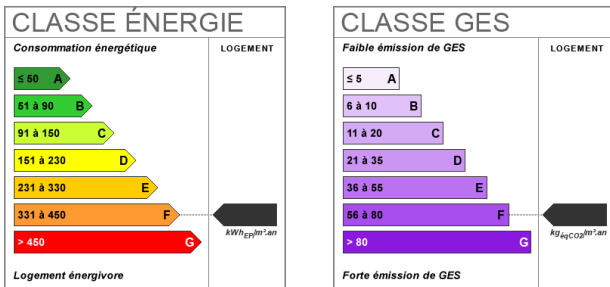 CLASSE ÉNERGIE
Consommation énergétique
LOGEMENT
≤ 50 A
51 à 90 B
91 à 150 C
151 à 230 D
231 à 330 E
331 à 450 F
> 450 G
kWhEP/m².an
Logement énergivore
CLASSE GES
Faible émission de GES
LOGEMENT
≤ 5 A
6 à 10 B
11 à 20 C
21 à 35 D
36 à 55 E
56 à 80 F
> 80 G
kgéqCO2/m².an
Forte émission de GES